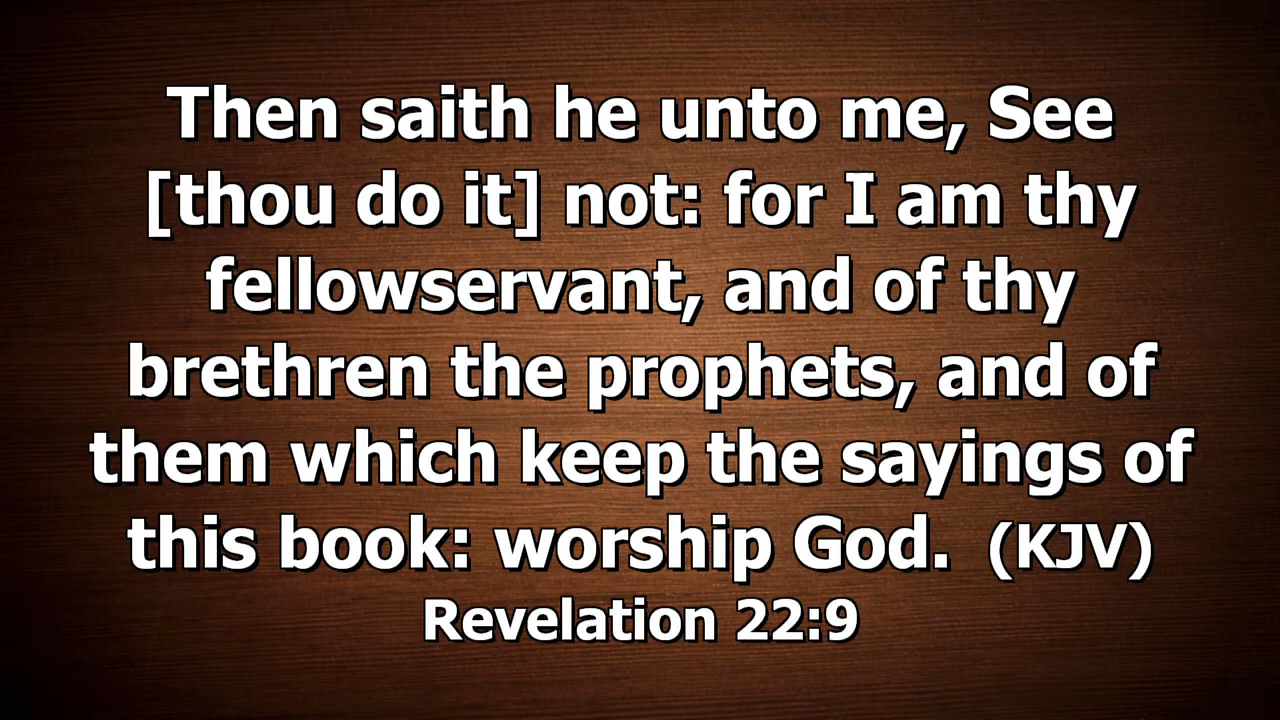 Then saith he unto me, See
[thou do it] not: for I am thy
fellowservant, and of thy
brethren the prophets, and of
them which keep the sayings of
this book: worship God.  (KJV)
Revelation 22:9